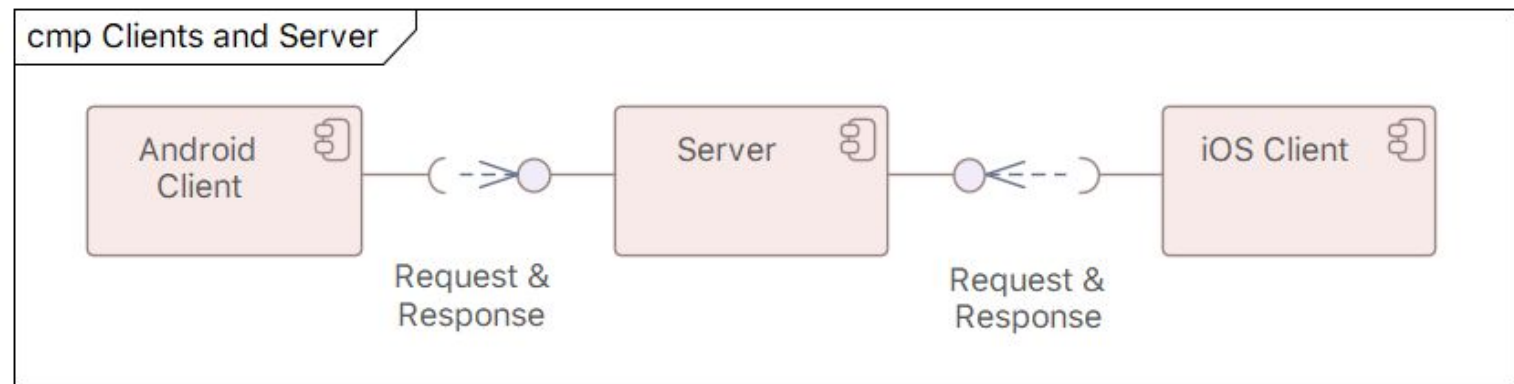 cmp Clients and Server
Android
Client
Server
iOS Client
Request &
Response
Request &
Response